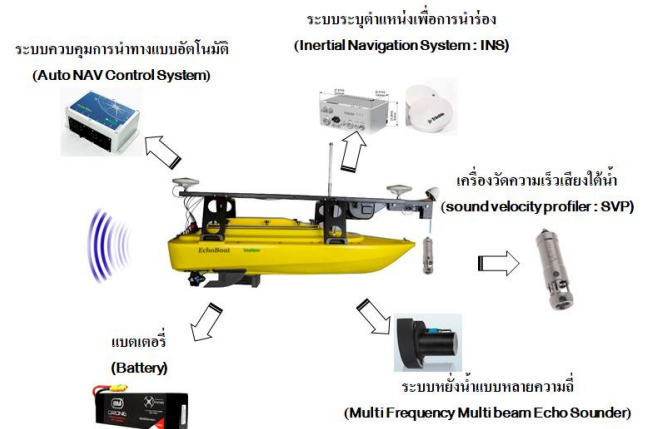 ระบบระบุตำแหน่งเพื่อการนำร่อง
(Inertial Navigation System : INS)
ระบบควบคุมการนำทางแบบอัตโนมัติ
(Auto NAV Control System)
Trimble
เครื่องวัดความเร็วเสียงใต้น้ำ
(sound velocity profiler : SVP)
EchoBoat
แบตเตอรี่
(Battery)
ระบบหยั่งน้ำแบบหลายความถี่
(Multi Frequency Multi beam Echo Sounder)